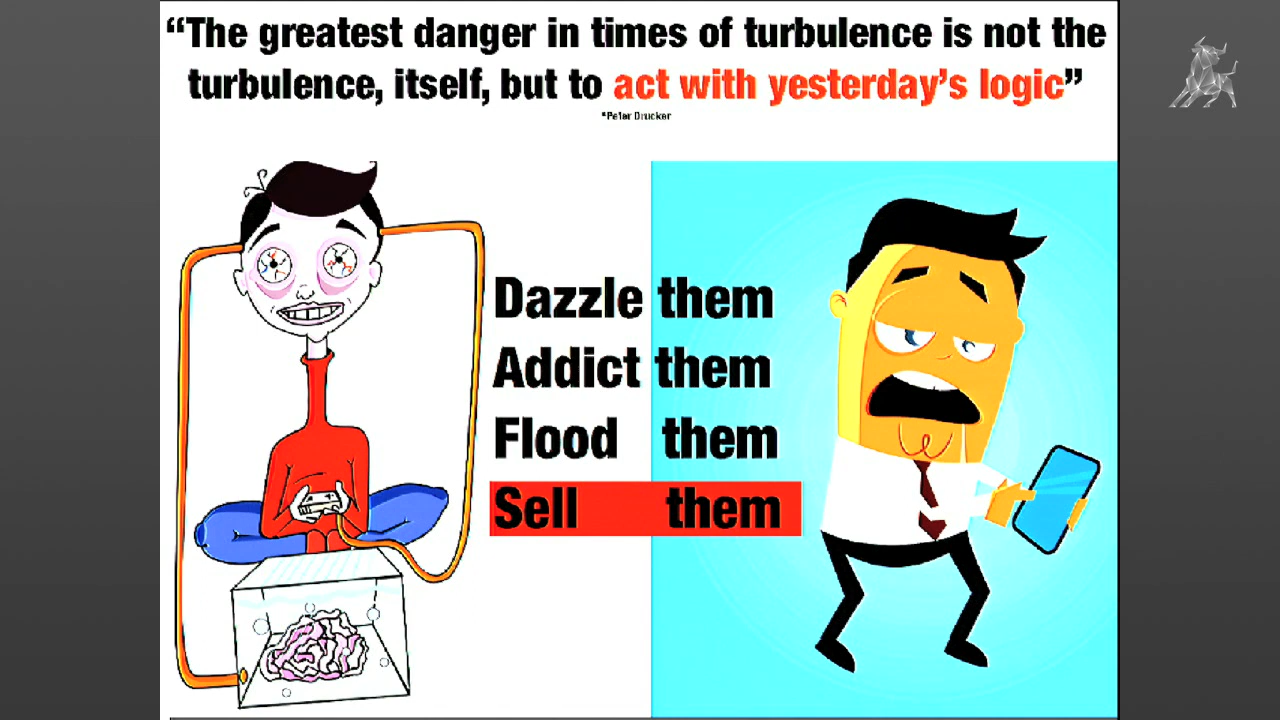 “The greatest danger in times of turbulence is not the
turbulence, itself, but to act with yesterday’s logic”
*Peter Drucker
Dazzle them
Addict them
Flood them
Sell them